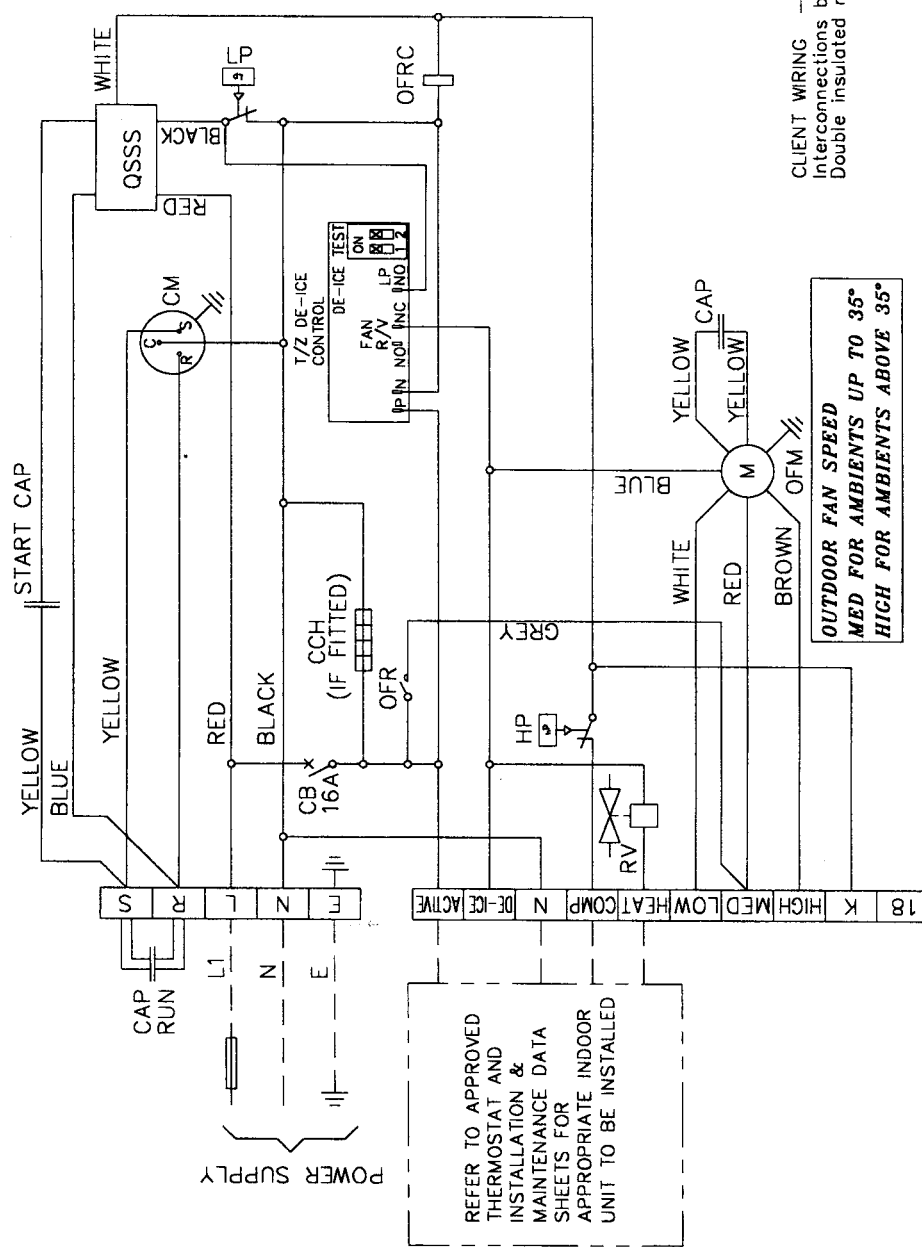 YELLOW
BLUE
START CAP
YELLOW
RED
BLACK
WHITE
QSSS
BLACK
RED
LP
CM
C
S
R
OFRC
T/Z DE-ICE
CONTROL
DE-ICE TEST
ON
1 2
FAN
R/V
LP
P N NO NC NO
CCH
(IF FITTED)
CB
16A
OFR
GREY
HP
RV
BLUE
WHITE
RED
BROWN
M
OFM
YELLOW
YELLOW
CAP
S
R
L
N
E
CAP
RUN
L1
N
E
POWER SUPPLY
ACTIVE
DE-ICE
N
COMP
HEAT
LOW
MED
HIGH
K
18
REFER TO APPROVED
THERMOSTAT AND
INSTALLATION &
MAINTENANCE DATA
SHEETS FOR
APPROPRIATE INDOOR
UNIT TO BE INSTALLED
OUTDOOR FAN SPEED
MED FOR AMBIENTS UP TO 35°
HIGH FOR AMBIENTS ABOVE 35°
CLIENT WIRING —
Interconnections b
Double insulated r